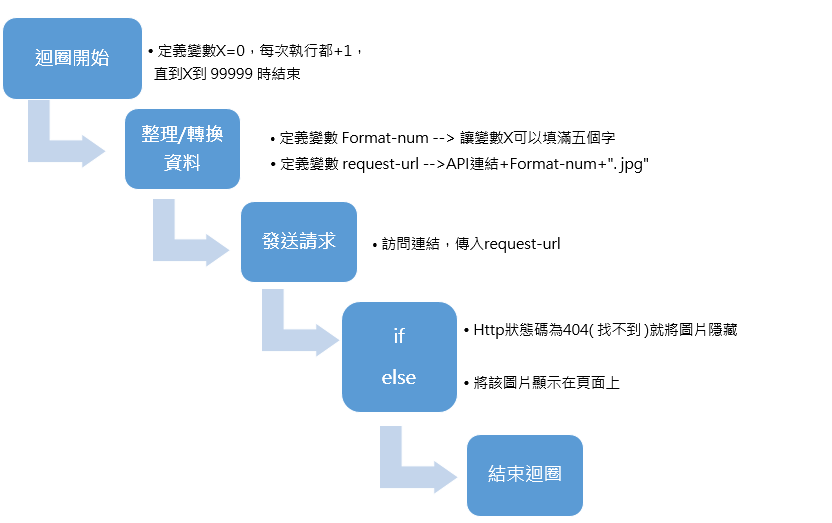 迴圈開始
• 定義變數X=0，每次執行都+1，
直到X到 99999 時結束
整理/轉換
資料
• 定義變數 Format-num --> 讓變數X可以填滿五個字
• 定義變數 request-url -->API連結+Format-num+".jpg"
發送請求
• 訪問連結，傳入request-url
if
• Http狀態碼為404( 找不到 )就將圖片隱藏
else
• 將該圖片顯示在頁面上
結束迴圈